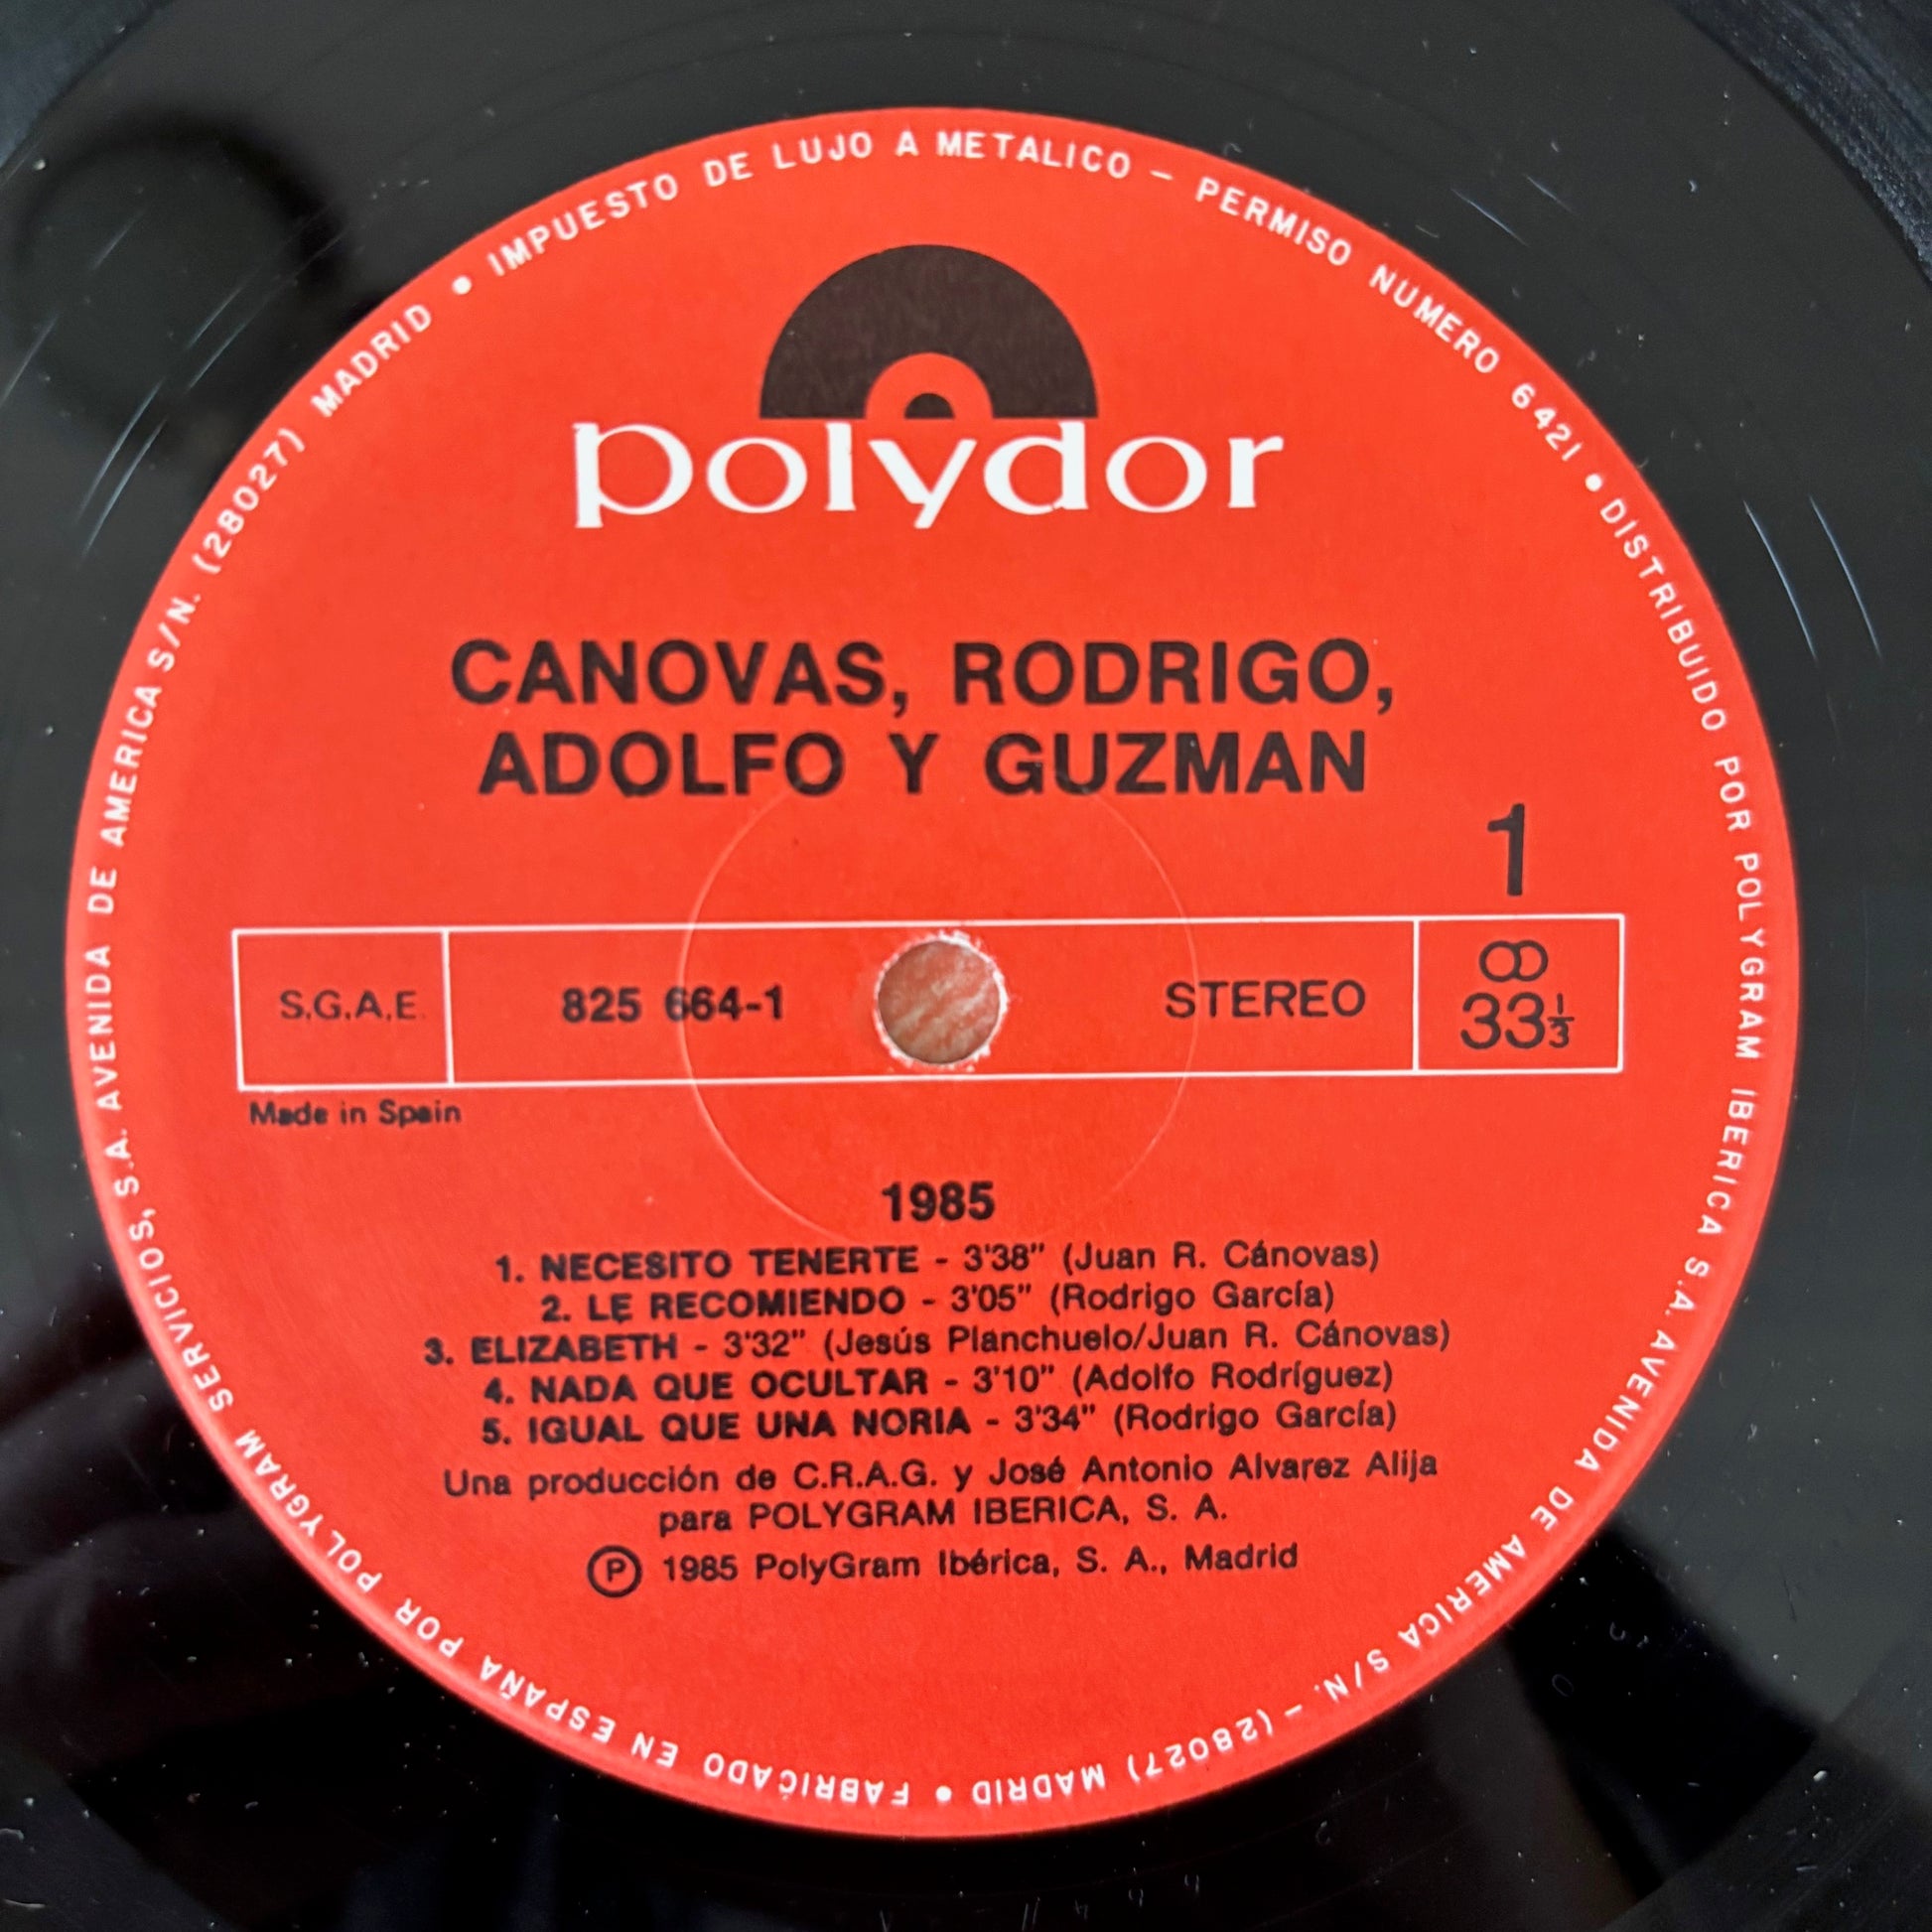 IMPUESTO DE LUJO A METALICO – PERMISO NUMERO 6421 • DISTRIBUIDO POR POLYGRAM IBERICA S.A. AVENIDA DE AMERICA S/N. – (28027) MADRID • FABRICADO EN ESPAÑA POR POLYGRAM SERVICIOS, S.A. AVENIDA DE AMERICA S/N. (28027) MADRID •
polydor
CANOVAS, RODRIGO,
ADOLFO Y GUZMAN
1
S.G.A.E.
825 664-1
STEREO
33⅓
Made in Spain
1985
1. NECESITO TENERTE - 3'38" (Juan R. Cánovas)
2. LE RECOMIENDO - 3'05" (Rodrigo García)
3. ELIZABETH - 3'32" (Jesús Planchuelo/Juan R. Cánovas)
4. NADA QUE OCULTAR - 3'10" (Adolfo Rodríguez)
5. IGUAL QUE UNA NORIA - 3'34" (Rodrigo García)
Una producción de C.R.A.G. y José Antonio Alvarez Alija
para POLYGRAM IBERICA, S. A.
Ⓟ 1985 PolyGram Ibérica, S. A., Madrid